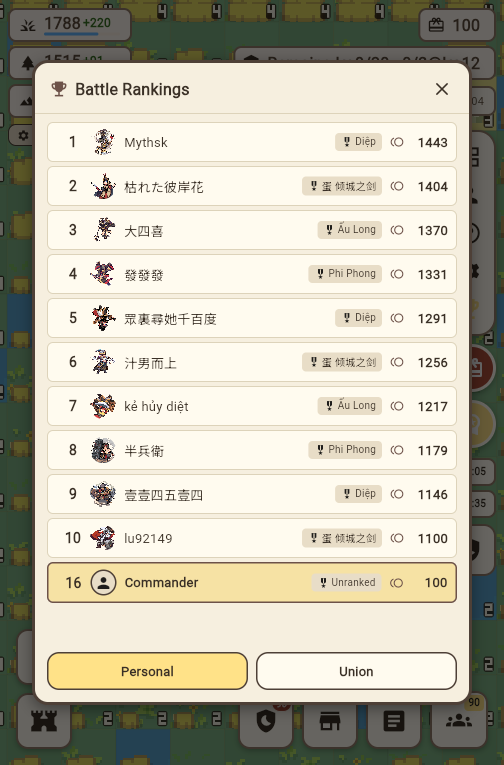 1788 +220
100
Battle Rankings
1 Mythsk Diệp 1443
2 枯れた彼岸花 蛋 倾城之剑 1404
3 大四喜 Ấu Long 1370
4 發發發 Phi Phong 1331
5 眾裏尋她千百度 Diệp 1291
6 汁男而上 蛋 倾城之剑 1256
7 kẻ hủy diệt Ấu Long 1217
8 半兵衛 Phi Phong 1179
9 壹壹四五壹四 Diệp 1146
10 lu92149 蛋 倾城之剑 1100
16 Commander Unranked 100
Personal Union
90